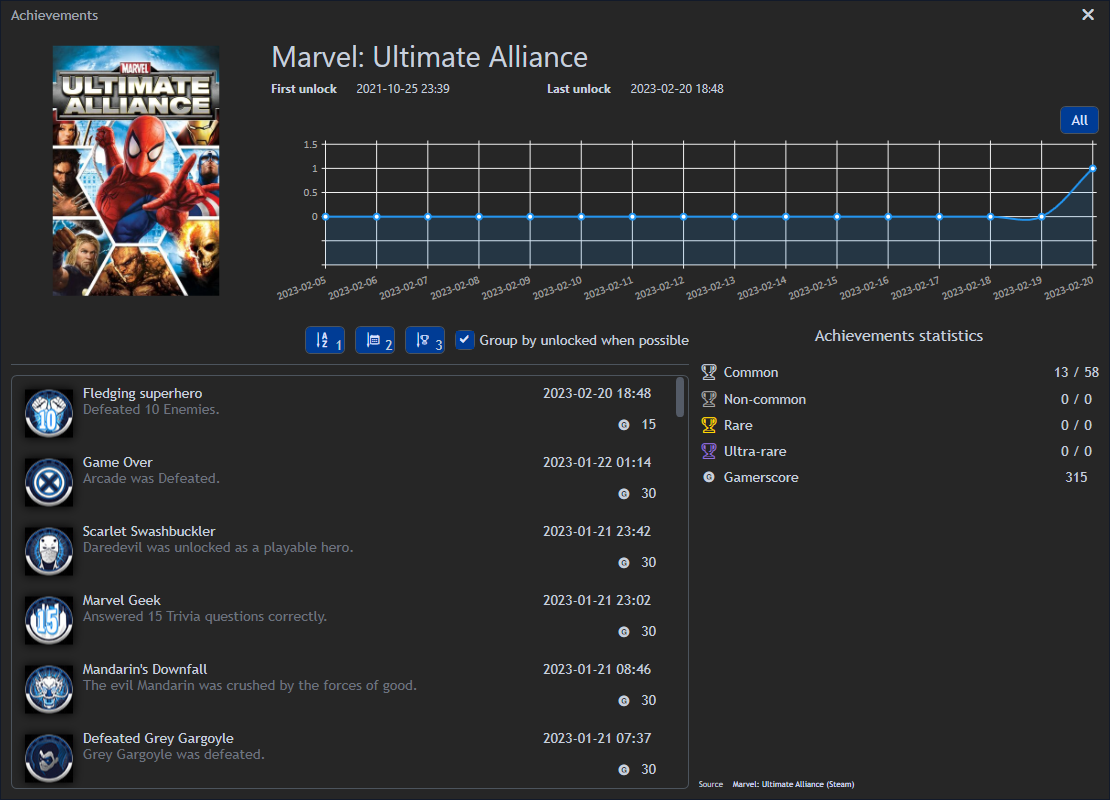 Achievements
MARVEL
ULTIMATE
ALLIANCE
Marvel: Ultimate Alliance
First unlock 2021-10-25 23:39 Last unlock 2023-02-20 18:48
All
1.5
1
0.5
0
2023-02-05 2023-02-06 2023-02-07 2023-02-08 2023-02-09 2023-02-10 2023-02-11 2023-02-12 2023-02-13 2023-02-14 2023-02-15 2023-02-16 2023-02-17 2023-02-18 2023-02-19 2023-02-20
A Z 1 2 3 Group by unlocked when possible
Fledging superhero 2023-02-20 18:48
Defeated 10 Enemies.
10
G 15
Game Over 2023-01-22 01:14
Arcade was Defeated.
G 30
Scarlet Swashbuckler 2023-01-21 23:42
Daredevil was unlocked as a playable hero.
G 30
Marvel Geek 2023-01-21 23:02
Answered 15 Trivia questions correctly.
15
G 30
Mandarin's Downfall 2023-01-21 08:46
The evil Mandarin was crushed by the forces of good.
G 30
Defeated Grey Gargoyle 2023-01-21 07:37
Grey Gargoyle was defeated.
G 30
Achievements statistics
Common 13 / 58
Non-common 0 / 0
Rare 0 / 0
Ultra-rare 0 / 0
G Gamerscore 315
Source Marvel: Ultimate Alliance (Steam)